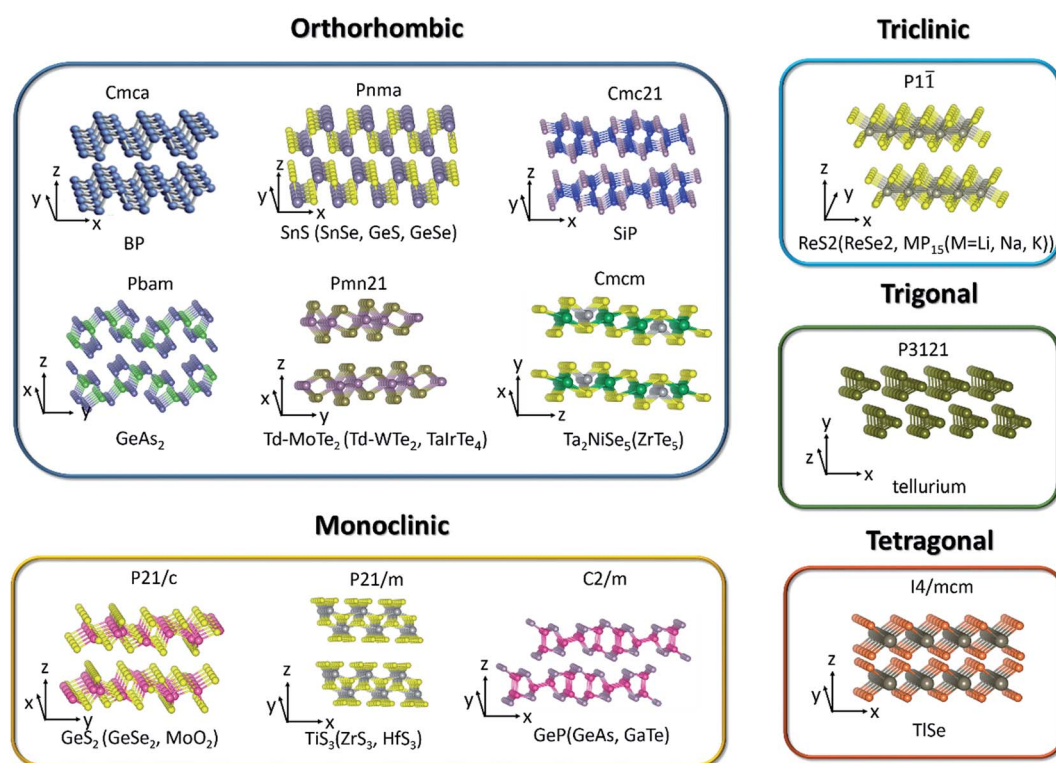 Orthorhombic
Cmca
z
y
x
BP
Pnma
z
y
x
SnS (SnSe, GeS, GeSe)
Cmc21
z
y
x
SiP
Pbam
z
x
y
GeAs₂
Pmn21
z
x
y
Td-MoTe₂ (Td-WTe₂, TaIrTe₄)
Cmcm
y
x
z
Ta₂NiSe₅(ZrTe₅)
Triclinic
P11̅
z
y
x
ReS2(ReSe2, MP₁₅(M=Li, Na, K))
Trigonal
P3121
y
z
x
tellurium
Monoclinic
P21/c
z
x
y
GeS₂ (GeSe₂, MoO₂)
P21/m
z
y
x
TiS₃(ZrS₃, HfS₃)
C2/m
z
y
x
GeP(GeAs, GaTe)
Tetragonal
I4/mcm
z
y
x
TlSe